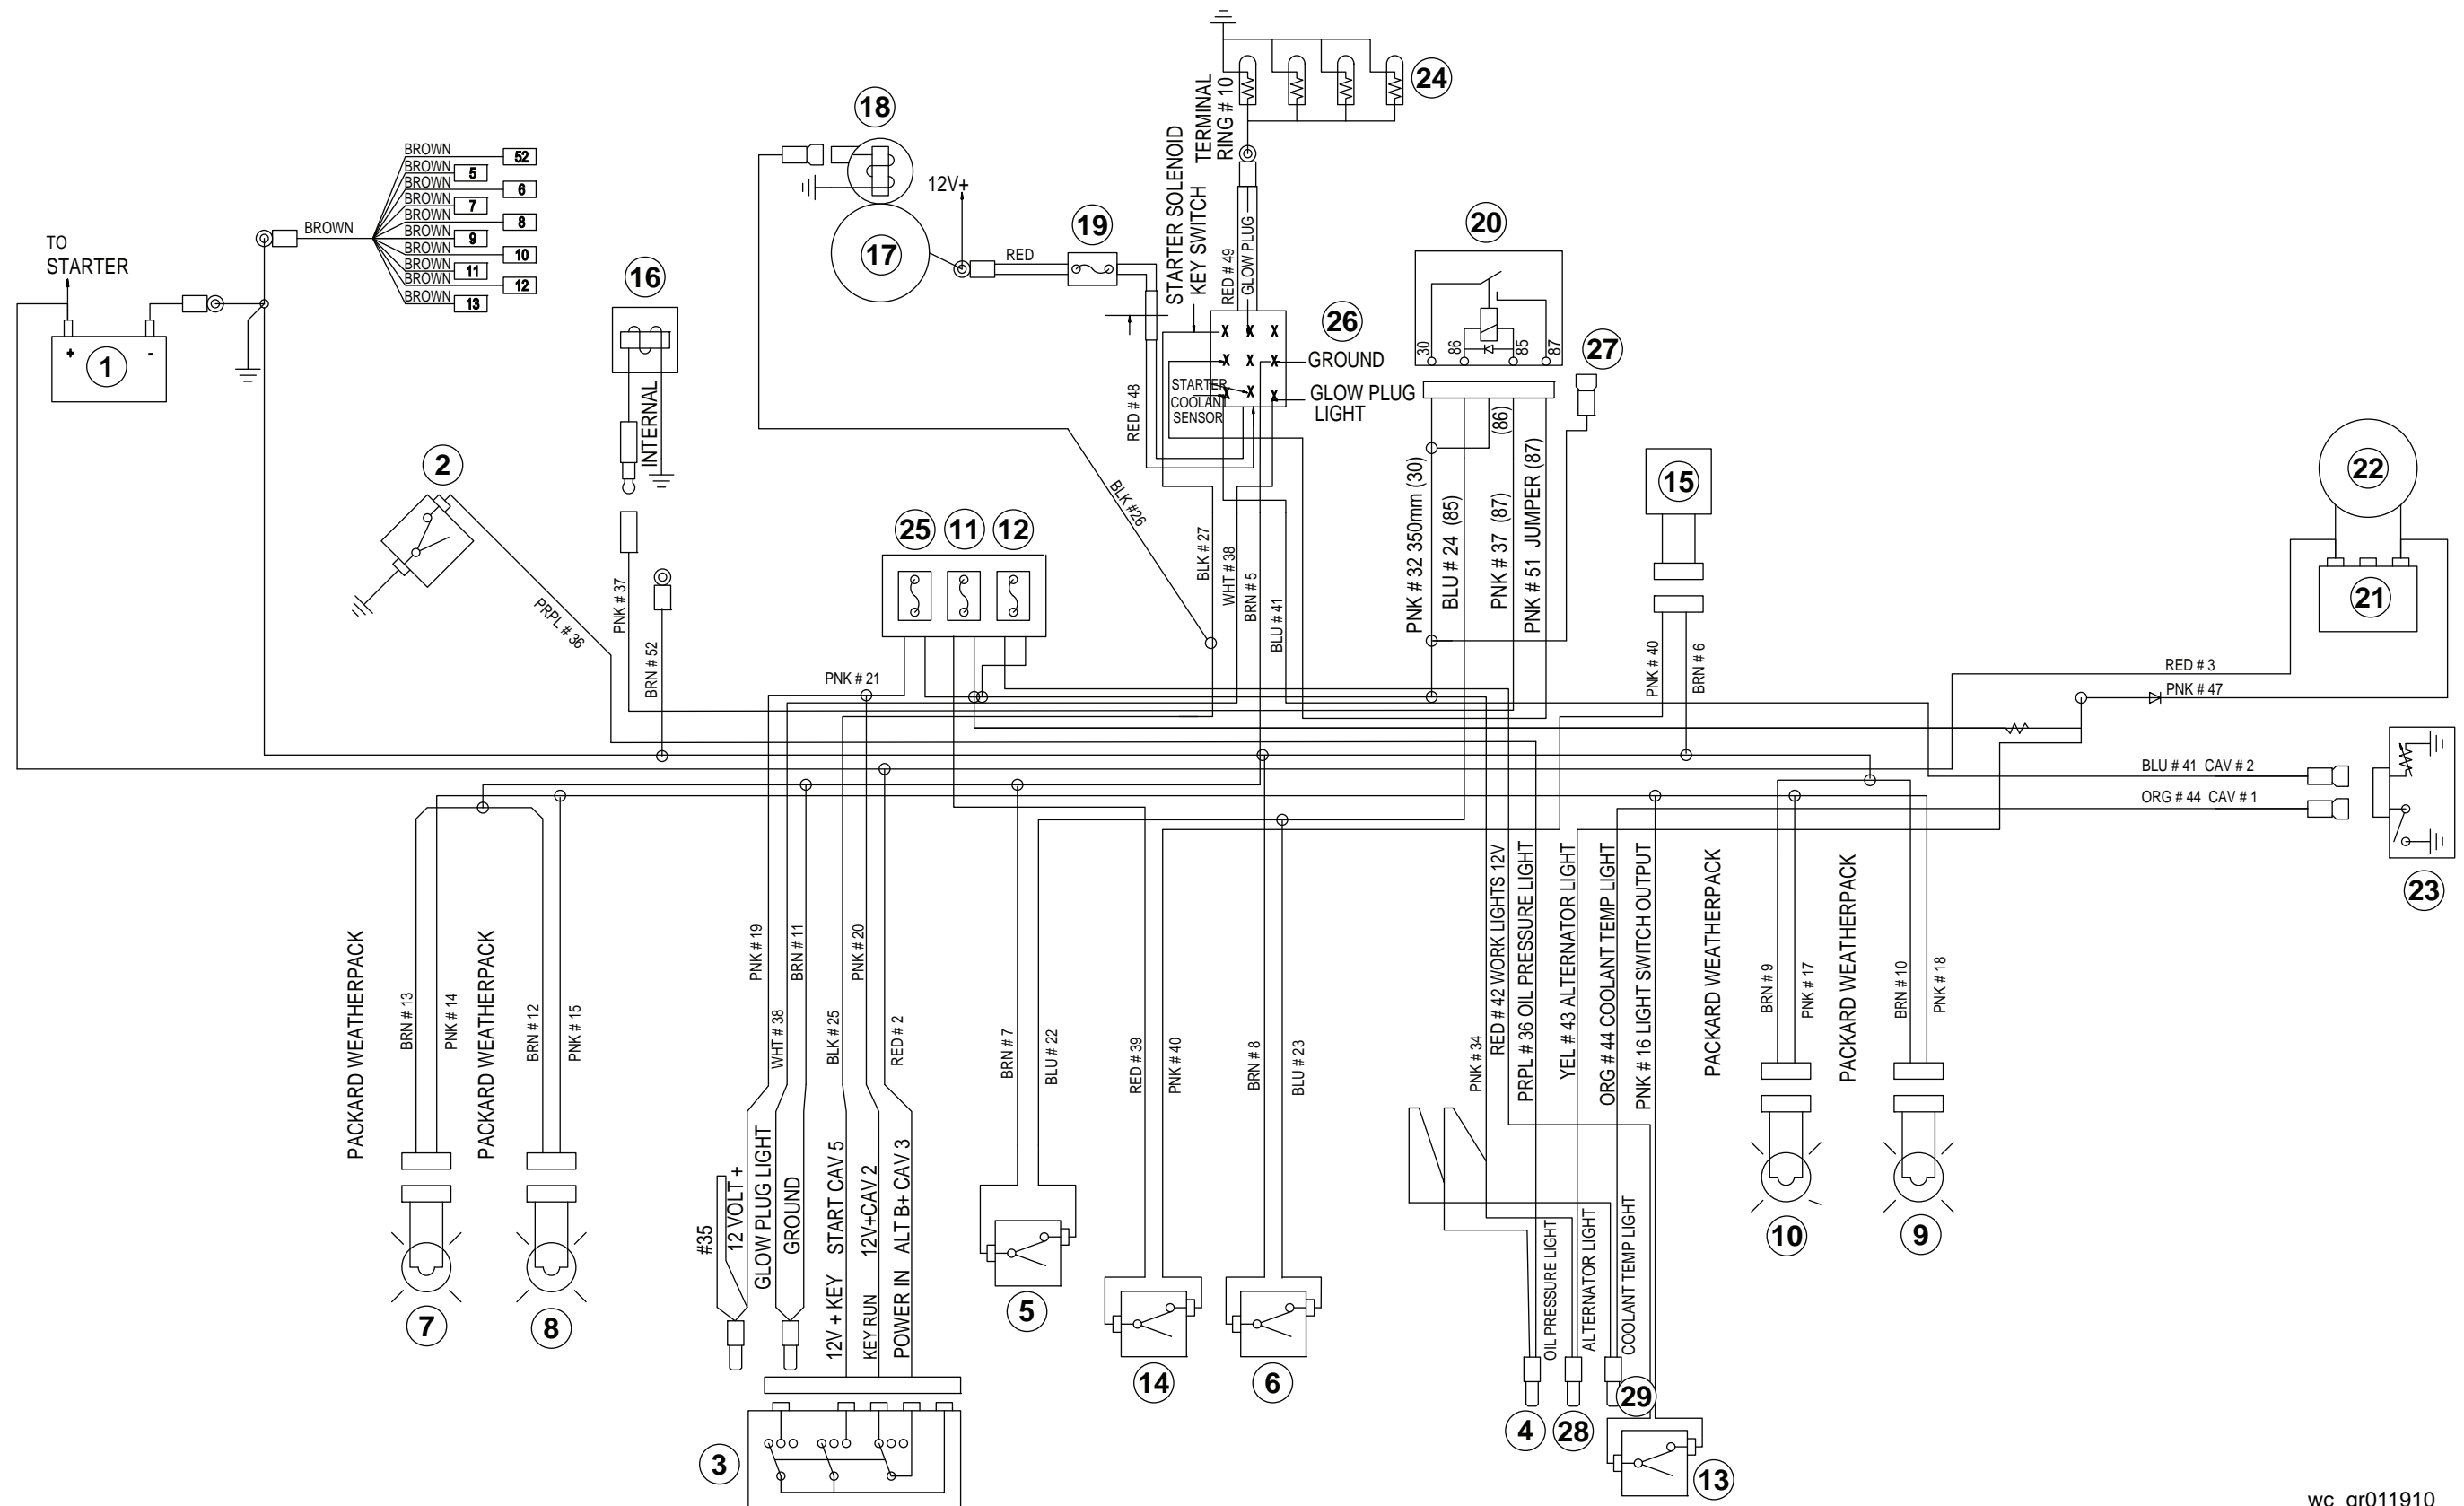 24
TERMINAL
RING # 10
18
STARTER SOLENOID
KEY SWITCH
BROWN 52
BROWN 5
BROWN 6
BROWN 7
BROWN 8
BROWN 9
BROWN 10
BROWN 11
BROWN 12
BROWN 13
BROWN
TO
STARTER
+
1
-
12V+
17
RED
19
RED # 49
GLOW PLUG
20
30
86
85
87
16
INTERNAL
26
X X X
X X X
X X X
GROUND
GLOW PLUG
LIGHT
STARTER
COOLANT
SENSOR
RED # 48
27
2
PRPL # 36
PNK # 37
BRN # 52
25
11
12
BLK #26
BLK # 27
WHT # 38
BRN # 5
BLU # 41
PNK # 32 350mm (30)
BLU # 24 (85)
(86)
PNK # 37 (87)
PNK # 51 JUMPER (87)
15
PNK # 40
BRN # 6
22
21
RED # 3
PNK # 47
PNK # 21
BLU # 41 CAV # 2
ORG # 44 CAV # 1
23
PACKARD WEATHERPACK
BRN # 13
PNK # 14
PACKARD WEATHERPACK
BRN # 12
PNK # 15
7
8
PNK # 19
WHT # 38
BRN # 11
BLK # 25
PNK # 20
RED # 2
#35
12 VOLT +
GLOW PLUG LIGHT
GROUND
12V + KEY START CAV 5
KEY RUN 12V+CAV 2
POWER IN ALT B+ CAV 3
3
BRN # 7
BLU # 22
5
RED # 39
PNK # 40
14
BRN # 8
BLU # 23
6
PNK # 34
RED # 42 WORK LIGHTS 12V
PRPL # 36 OIL PRESSURE LIGHT
YEL # 43 ALTERNATOR LIGHT
ORG # 44 COOLANT TEMP LIGHT
PNK # 16 LIGHT SWITCH OUTPUT
OIL PRESSURE LIGHT
ALTERNATOR LIGHT
COOLANT TEMP LIGHT
4
28
29
13
PACKARD WEATHERPACK
BRN # 9
PNK # 17
PACKARD WEATHERPACK
BRN # 10
PNK # 18
10
9
wc_gr011910